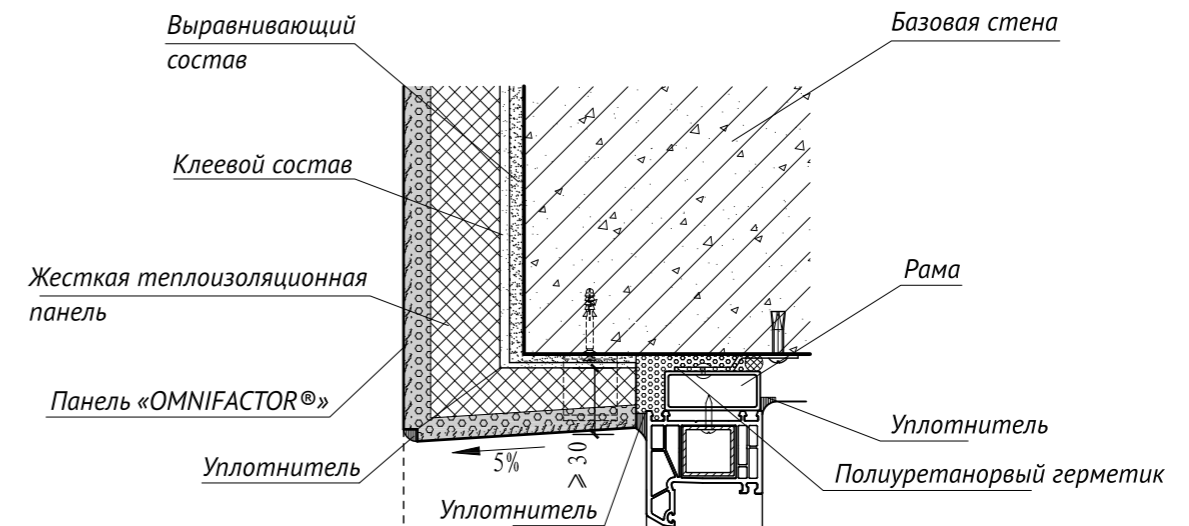 Выравнивающий
состав
Базовая стена
Клеевой состав
Жесткая теплоизоляционная
панель
Рама
Панель «OMNIFACTOR®»
Уплотнитель
Уплотнитель
5%
⩾ 30
Полиуретанорвый герметик
Уплотнитель